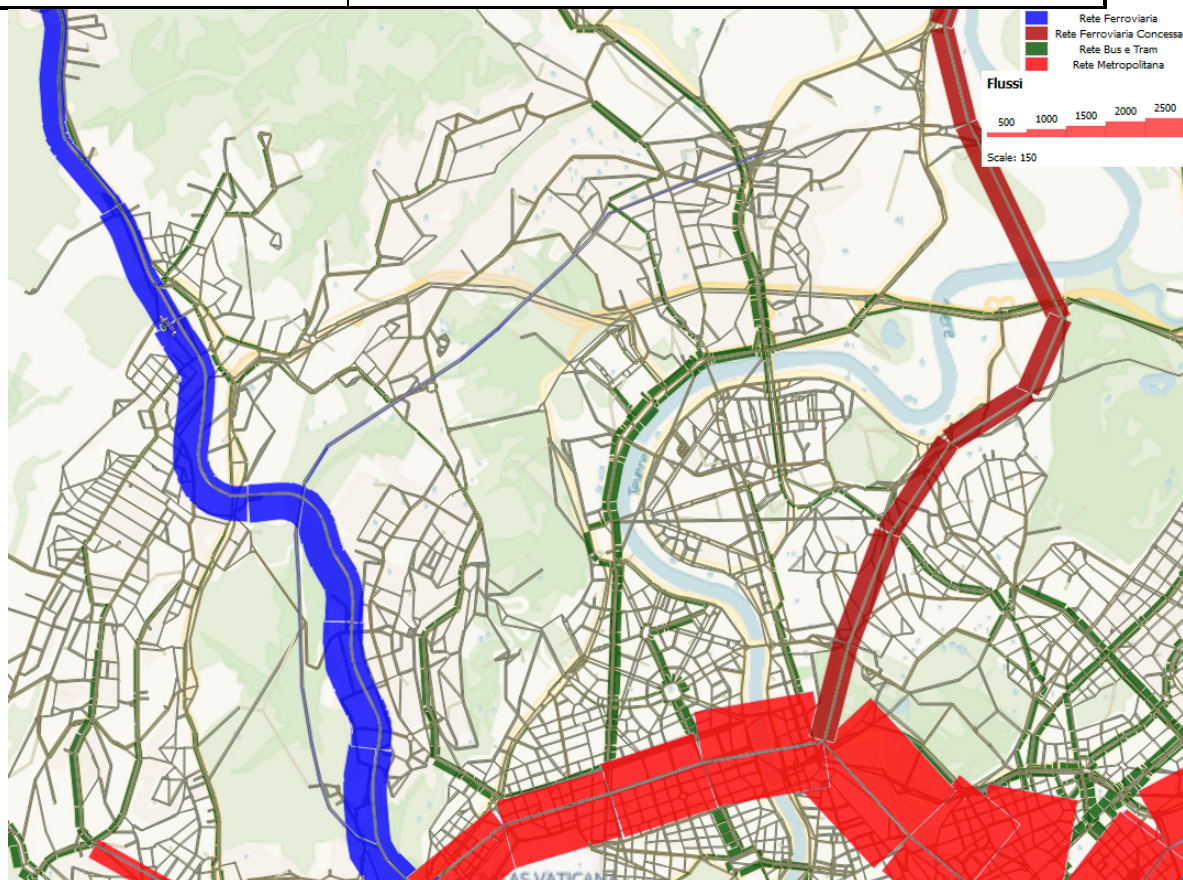 Rete Ferroviaria
Rete Ferroviaria Concessa
Rete Bus e Tram
Rete Metropolitana
Flussi
500 1000 1500 2000 2500
Scale: 150
Tevere
VATICAN